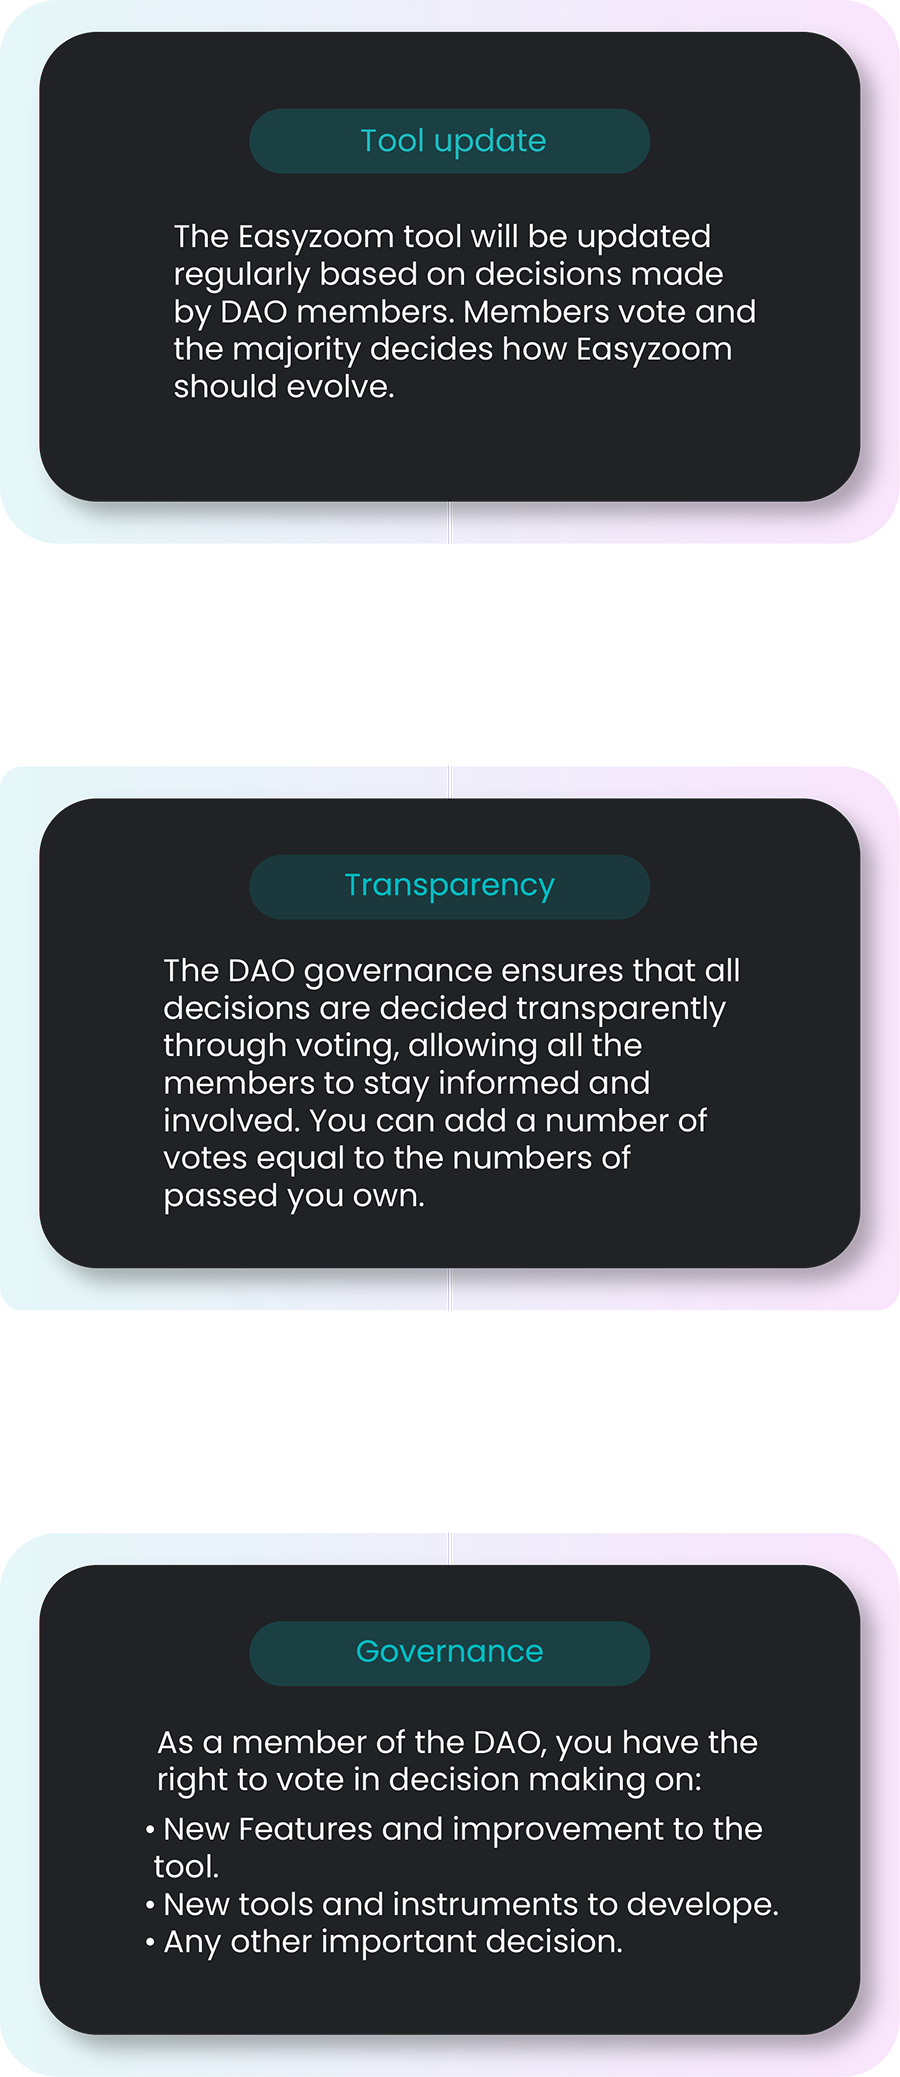 Tool update
The Easyzoom tool will be updated
regularly based on decisions made
by DAO members. Members vote and
the majority decides how Easyzoom
should evolve.
Transparency
The DAO governance ensures that all
decisions are decided transparently
through voting, allowing all the
members to stay informed and
involved. You can add a number of
votes equal to the numbers of
passed you own.
Governance
As a member of the DAO, you have the
right to vote in decision making on:
• New Features and improvement to the
tool.
• New tools and instruments to develope.
• Any other important decision.